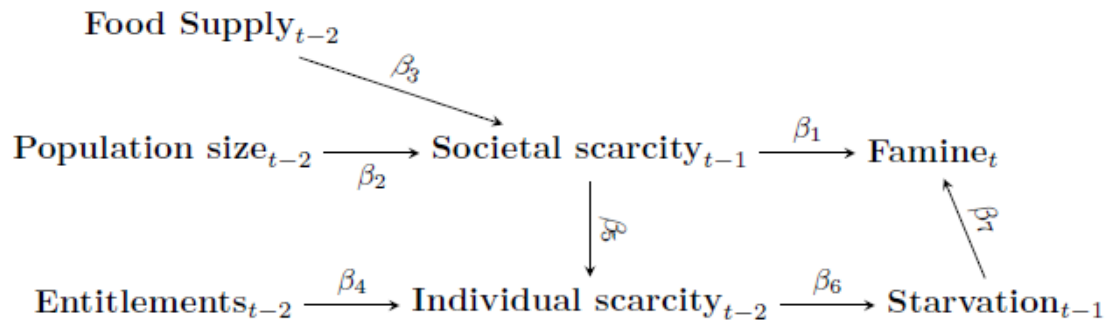 Food Supply_{t−2}
β_3
Population size_{t−2} β_2 Societal scarcity_{t−1} β_1 Famine_t
β_5 β_7
Entitlements_{t−2} β_4 Individual scarcity_{t−2} β_6 Starvation_{t−1}